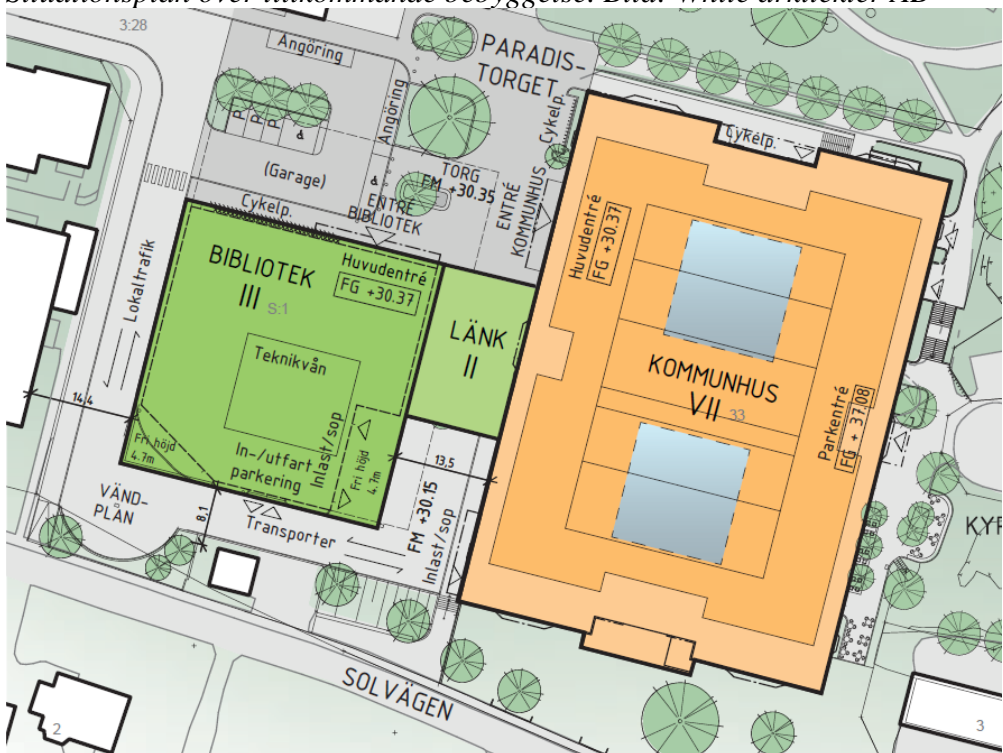 Situationsplan över tillkommande bebyggelse. Bild: White arkitekter AB
3:28
Angöring
PARADIS-
TORGET
P
P
P
P
Angöring
Cykelp.
Cykelp.
(Garage)
TORG
FM +30.35
ENTRÉ
BIBLIOTEK
ENTRÉ
KOMMUNHUS
Cykelp.
BIBLIOTEK
III
S:1
Huvudentré
FG +30.37
Huvudentré
FG +30.37
Lokaltrafik
LÄNK
II
Teknikvån
KOMMUNHUS
VII
33
Parkentré
FG + 37.08
14,4
Fri höjd
4.7m
In-/utfart
parkering
Inlast/sop
Fri höjd
4.7m
13,5
VÄND-
PLAN
8,1
Transporter
FM +30.15
Inlast/sop
SOLVÄGEN
2
3